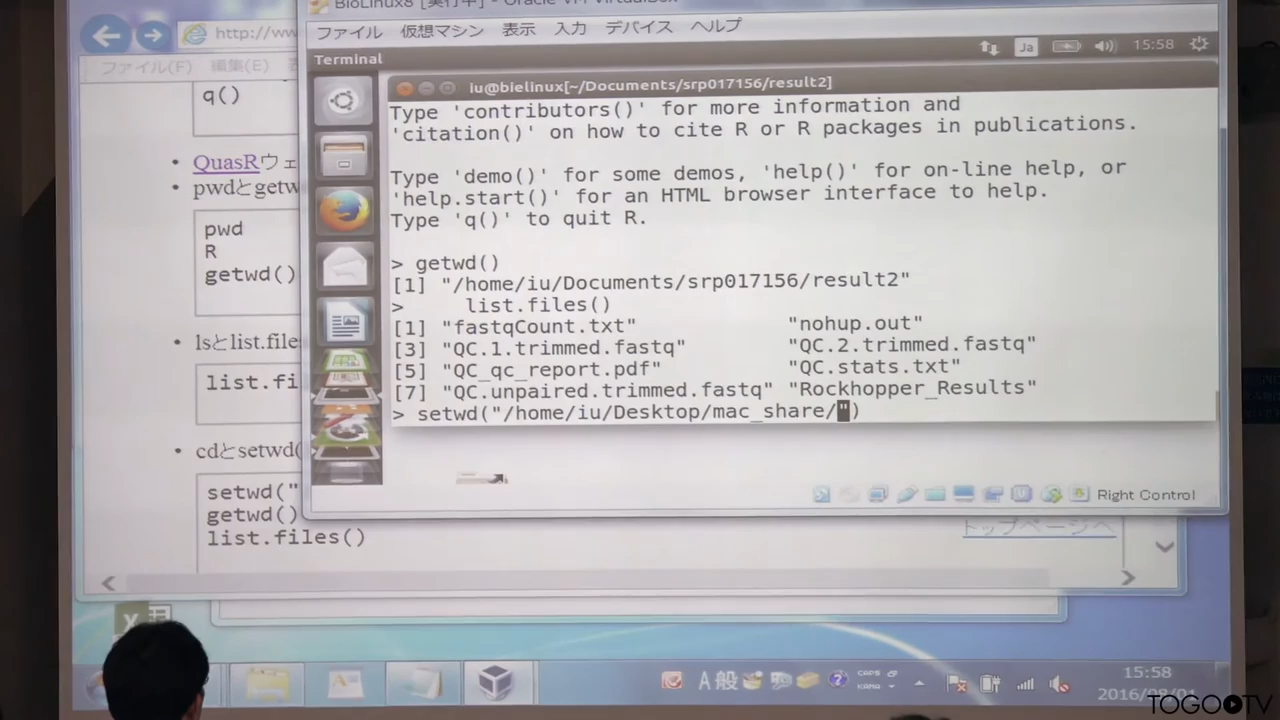 BioLinux8 [実行中] - Oracle VM VirtualBox
http://ww
ファイル 仮想マシン 表示 入力 デバイス ヘルプ
ファイル(F) 編集(E)
Ja 15:58
Terminal
iu@bielinux[~/Documents/srp017156/result2]
q()
QuasRウェ
pwdとgetw
pwd
R
getwd()
lsとlist.files
list.fi
cdとsetwd(
setwd("
getwd()
list.files()
Type 'contributors()' for more information and
'citation()' on how to cite R or R packages in publications.
Type 'demo()' for some demos, 'help()' for on-line help, or
'help.start()' for an HTML browser interface to help.
Type 'q()' to quit R.
> getwd()
[1] "/home/iu/Documents/srp017156/result2"
> list.files()
[1] "fastqCount.txt" "nohup.out"
[3] "QC.1.trimmed.fastq" "QC.2.trimmed.fastq"
[5] "QC_qc_report.pdf" "QC.stats.txt"
[7] "QC.unpaired.trimmed.fastq" "Rockhopper_Results"
> setwd("/home/iu/Desktop/mac_share/")
Right Control
トップページへ
A 般
CAPS
KANA
15:58
2016/08/01
TOGOTV